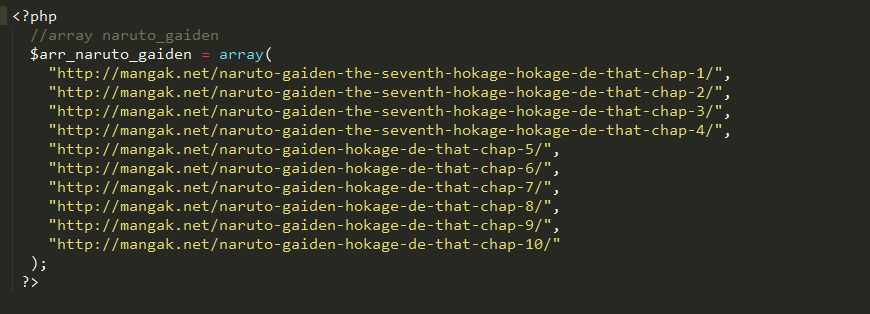 <?php
//array naruto_gaiden
$arr_naruto_gaiden = array(
"http://mangak.net/naruto-gaiden-the-seventh-hokage-hokage-de-that-chap-1/",
"http://mangak.net/naruto-gaiden-the-seventh-hokage-hokage-de-that-chap-2/",
"http://mangak.net/naruto-gaiden-the-seventh-hokage-hokage-de-that-chap-3/",
"http://mangak.net/naruto-gaiden-the-seventh-hokage-hokage-de-that-chap-4/",
"http://mangak.net/naruto-gaiden-hokage-de-that-chap-5/",
"http://mangak.net/naruto-gaiden-hokage-de-that-chap-6/",
"http://mangak.net/naruto-gaiden-hokage-de-that-chap-7/",
"http://mangak.net/naruto-gaiden-hokage-de-that-chap-8/",
"http://mangak.net/naruto-gaiden-hokage-de-that-chap-9/",
"http://mangak.net/naruto-gaiden-hokage-de-that-chap-10/"
);
?>